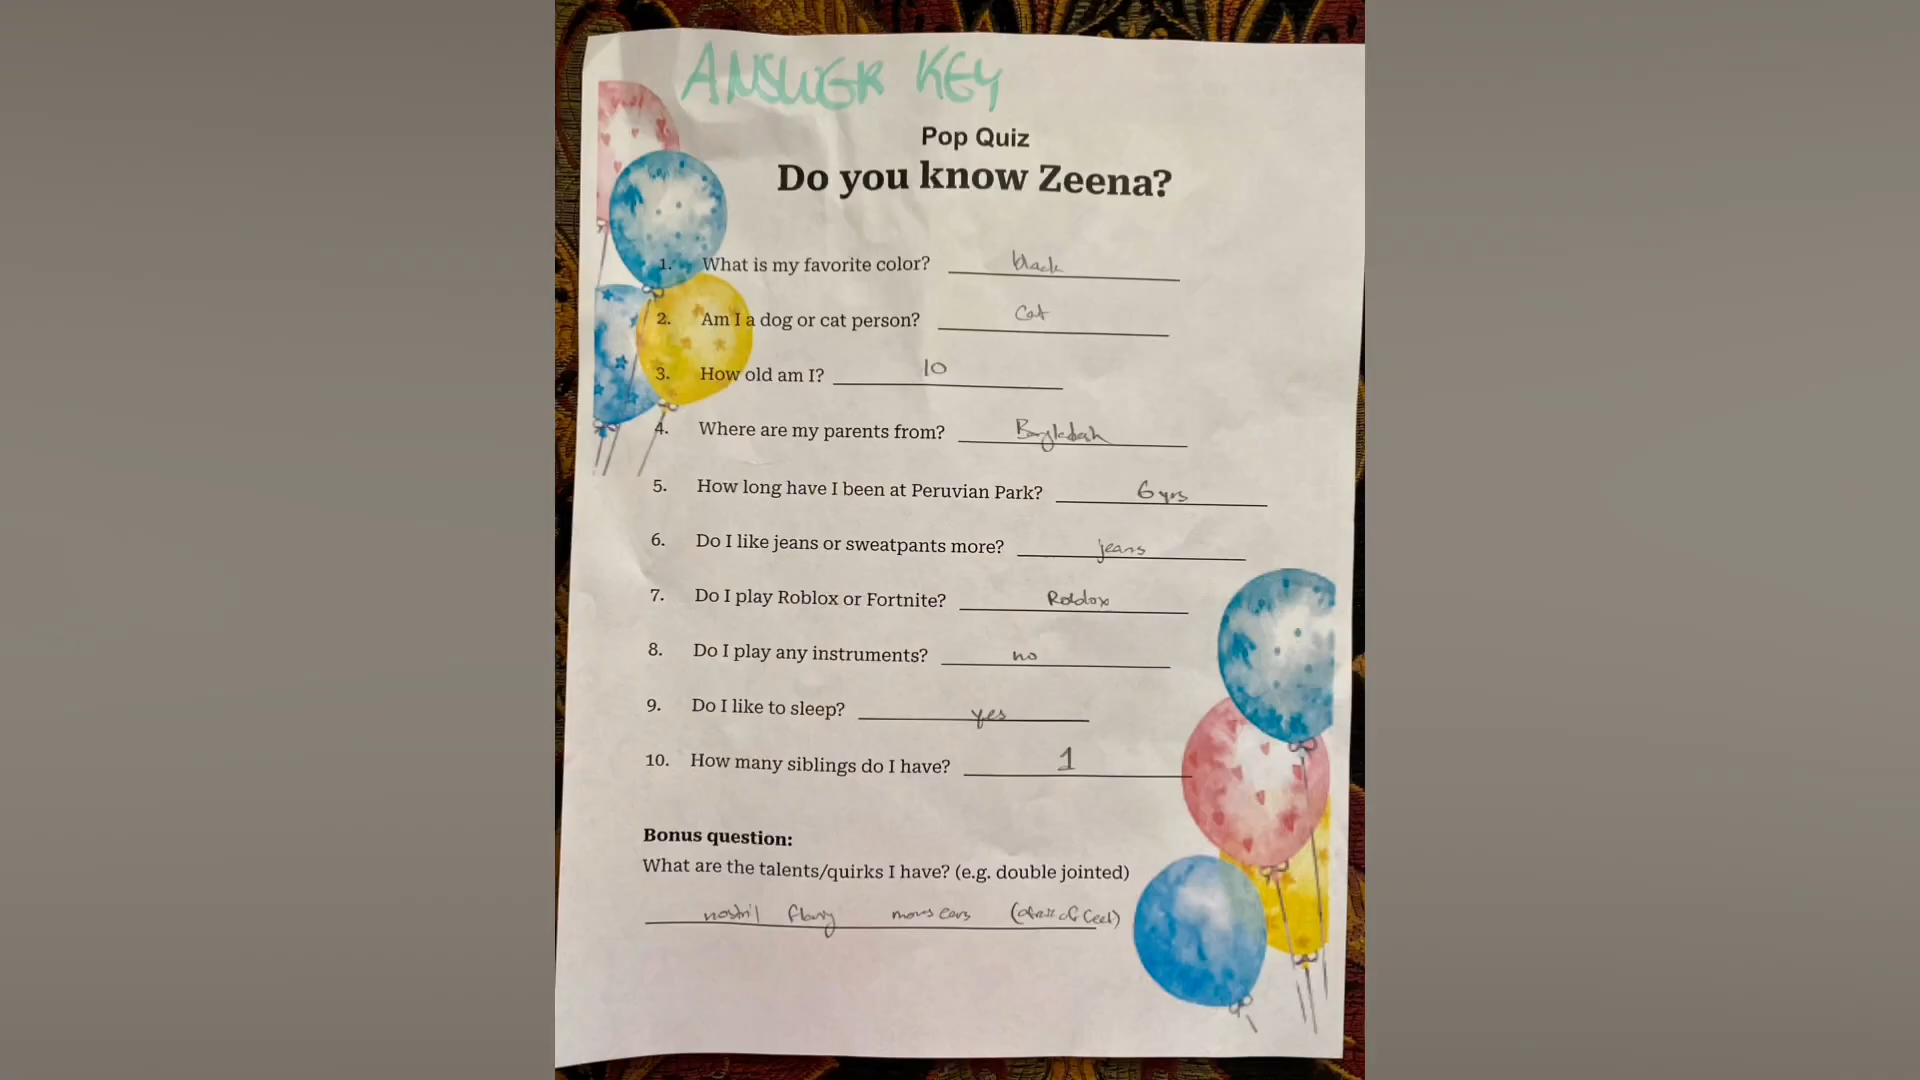 ANSWER KEY
Pop Quiz
Do you know Zeena?
1. What is my favorite color? black
2. Am I a dog or cat person? Cat
3. How old am I? 10
4. Where are my parents from? Bangladesh
5. How long have I been at Peruvian Park? 6 yrs
6. Do I like jeans or sweatpants more? jeans
7. Do I play Roblox or Fortnite? Roblox
8. Do I play any instruments? no
9. Do I like to sleep? yes
10. How many siblings do I have? 1
Bonus question:
What are the talents/quirks I have? (e.g. double jointed)
nostril flaring moves ears